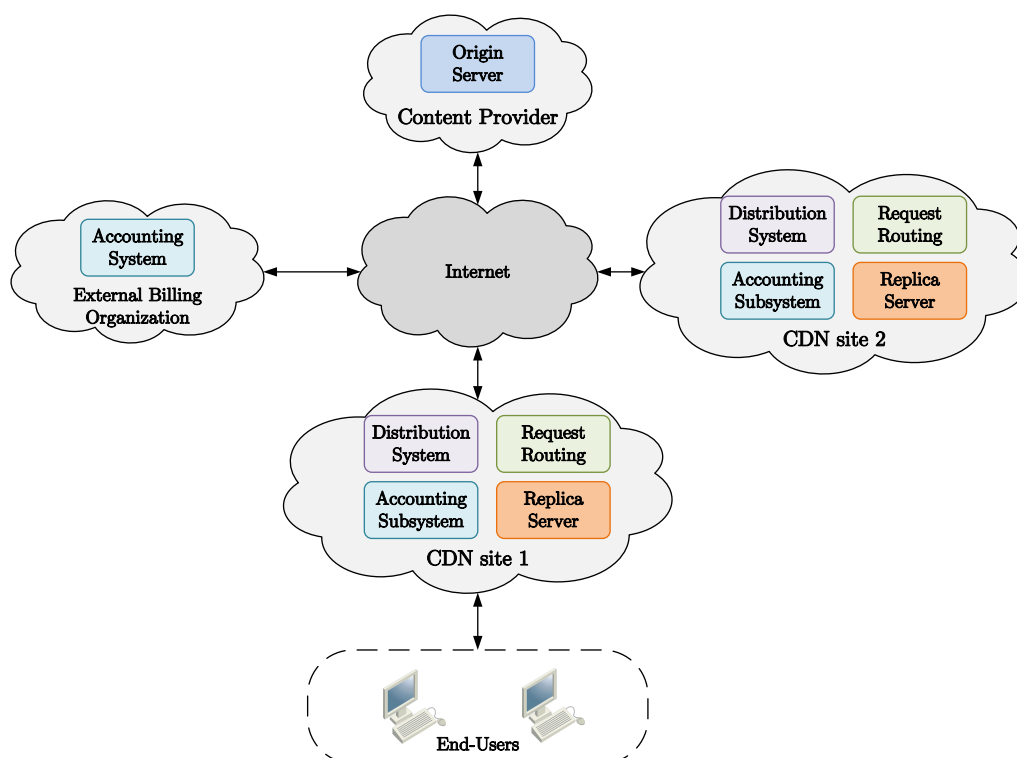 Origin
Server
Content Provider
Accounting
System
External Billing
Organization
Internet
Distribution
System
Request
Routing
Accounting
Subsystem
Replica
Server
CDN site 2
Distribution
System
Request
Routing
Accounting
Subsystem
Replica
Server
CDN site 1
End-Users